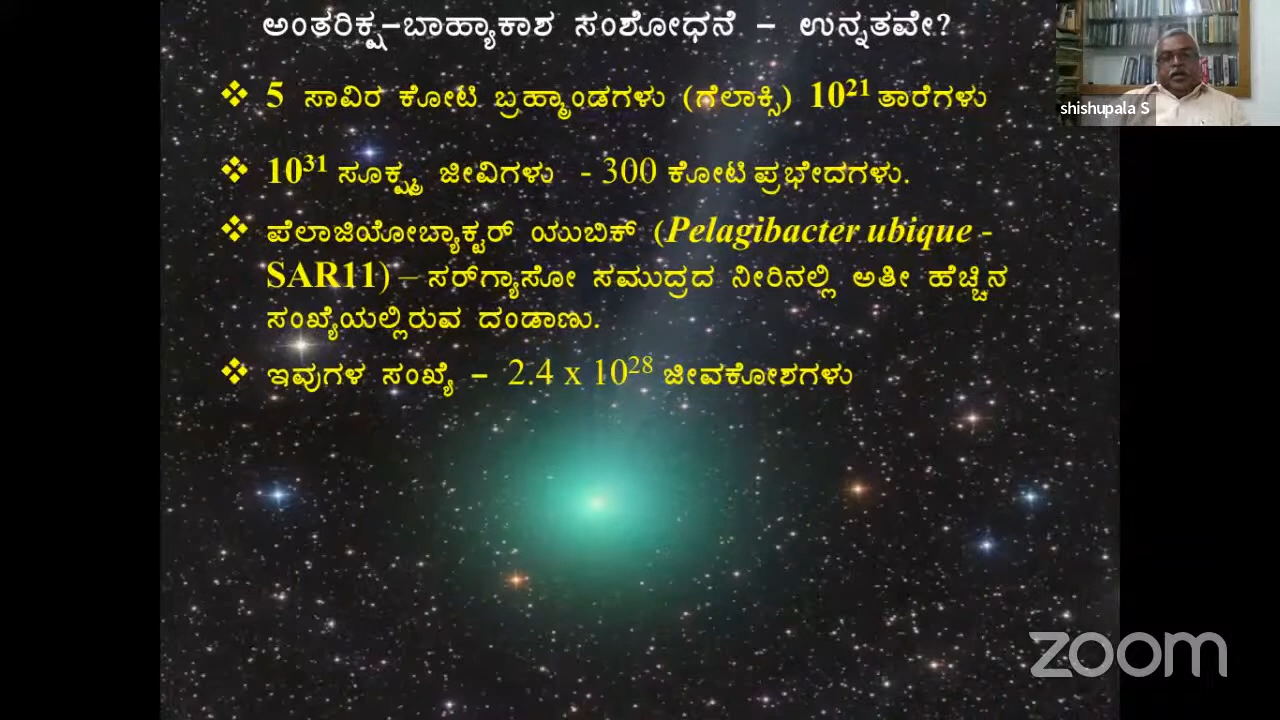 ಅಂತರಿಕ್ಷ–ಬಾಹ್ಯಾಕಾಶ ಸಂಶೋಧನೆ – ಉನ್ನತವೇ?
shishupala S
❖ 5 ಸಾವಿರ ಕೋಟಿ ಬ್ರಹ್ಮಾಂಡಗಳು (ಗೆಲಾಕ್ಸಿ) 10²¹ ತಾರೆಗಳು
❖ 10³¹ ಸೂಕ್ಷ್ಮ ಜೀವಿಗಳು - 300 ಕೋಟಿ ಪ್ರಭೇದಗಳು.
❖ ಪೆಲಾಜಿಯೋಬ್ಯಾಕ್ಟರ್ ಯುಬಿಕ್ (Pelagibacter ubique -
SAR11) – ಸರ್‌ಗ್ಯಾಸೋ ಸಮುದ್ರದ ನೀರಿನಲ್ಲಿ ಅತೀ ಹೆಚ್ಚಿನ
ಸಂಖ್ಯೆಯಲ್ಲಿರುವ ದಂಡಾಣು.
❖ ಇವುಗಳ ಸಂಖ್ಯೆ – 2.4 x 10²⁸ ಜೀವಕೋಶಗಳು
zoom